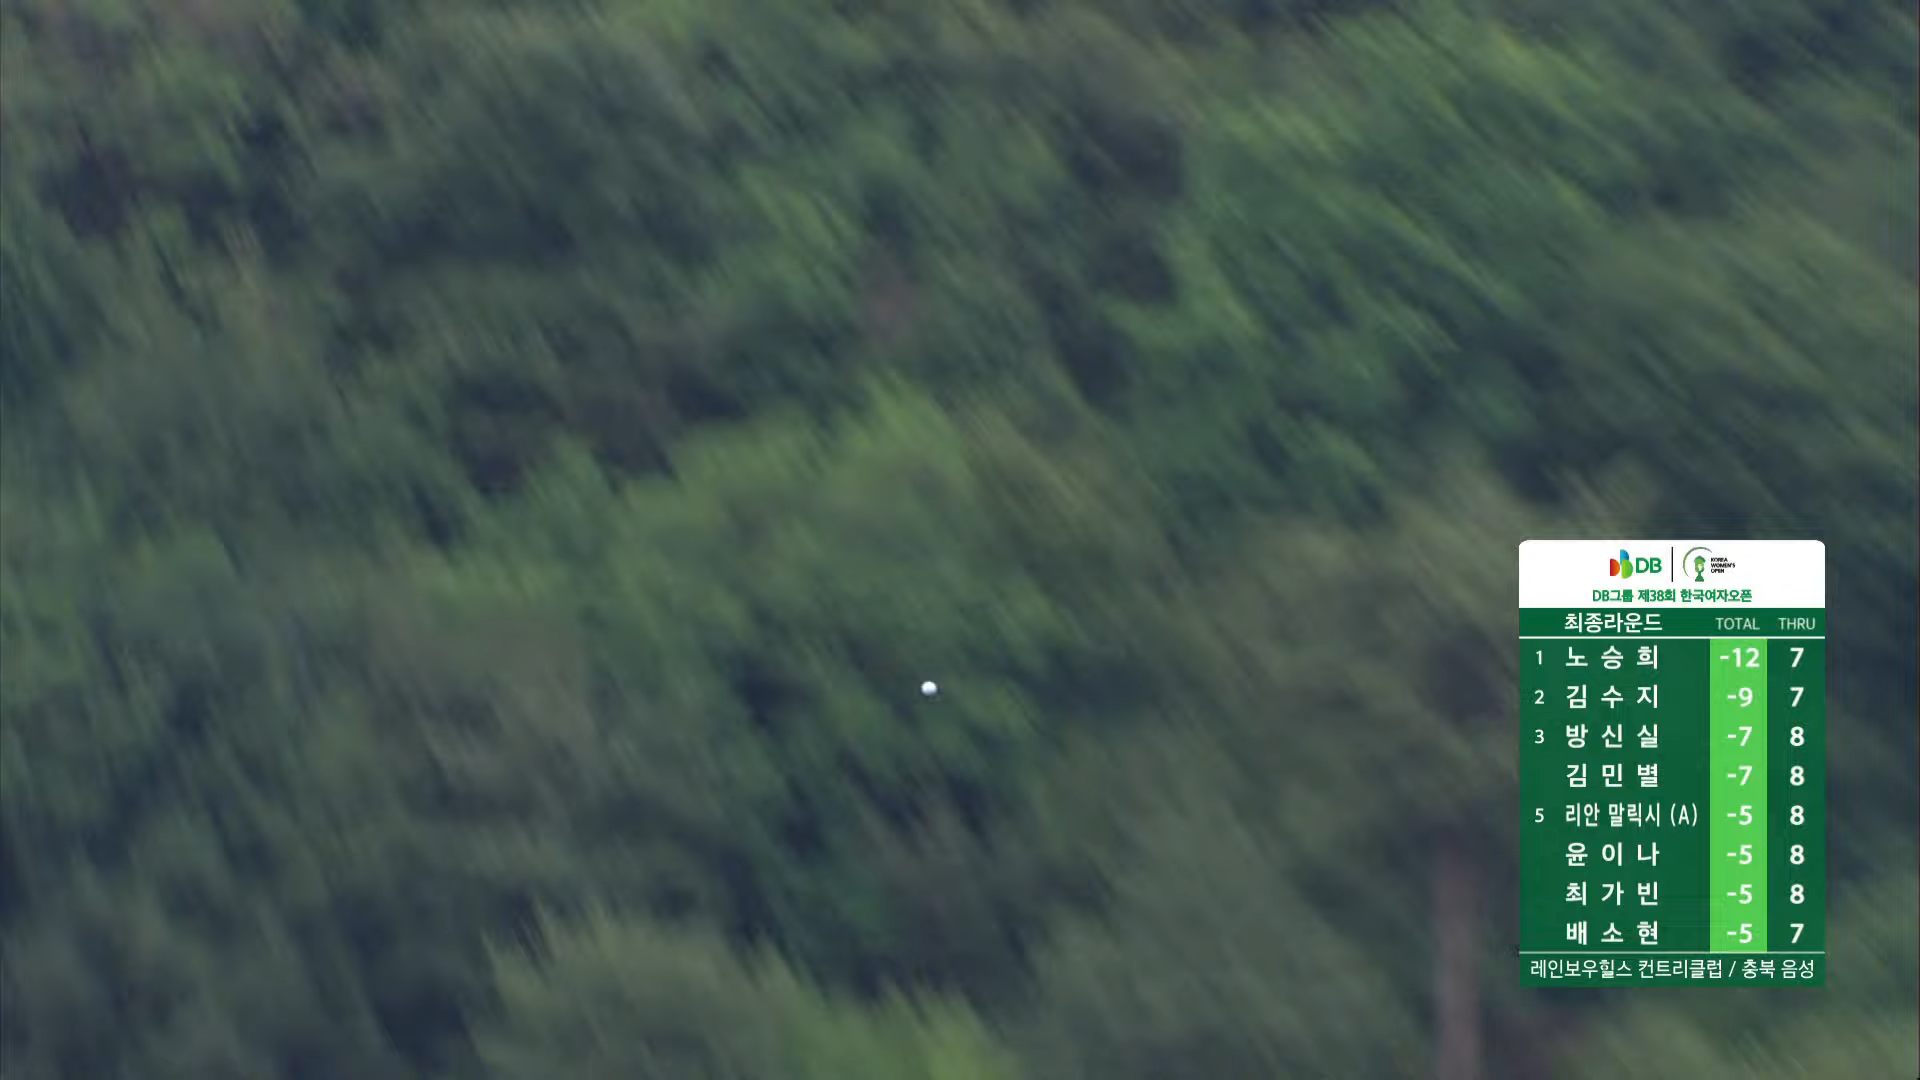 DB
KOREA
WOMEN'S
OPEN
DB그룹 제38회 한국여자오픈
최종라운드 TOTAL THRU
1 노승희 -12 7
2 김수지 -9 7
3 방신실 -7 8
김민별 -7 8
5 리안 말릭시 (A) -5 8
윤이나 -5 8
최가빈 -5 8
배소현 -5 7
레인보우힐스 컨트리클럽 / 충북 음성